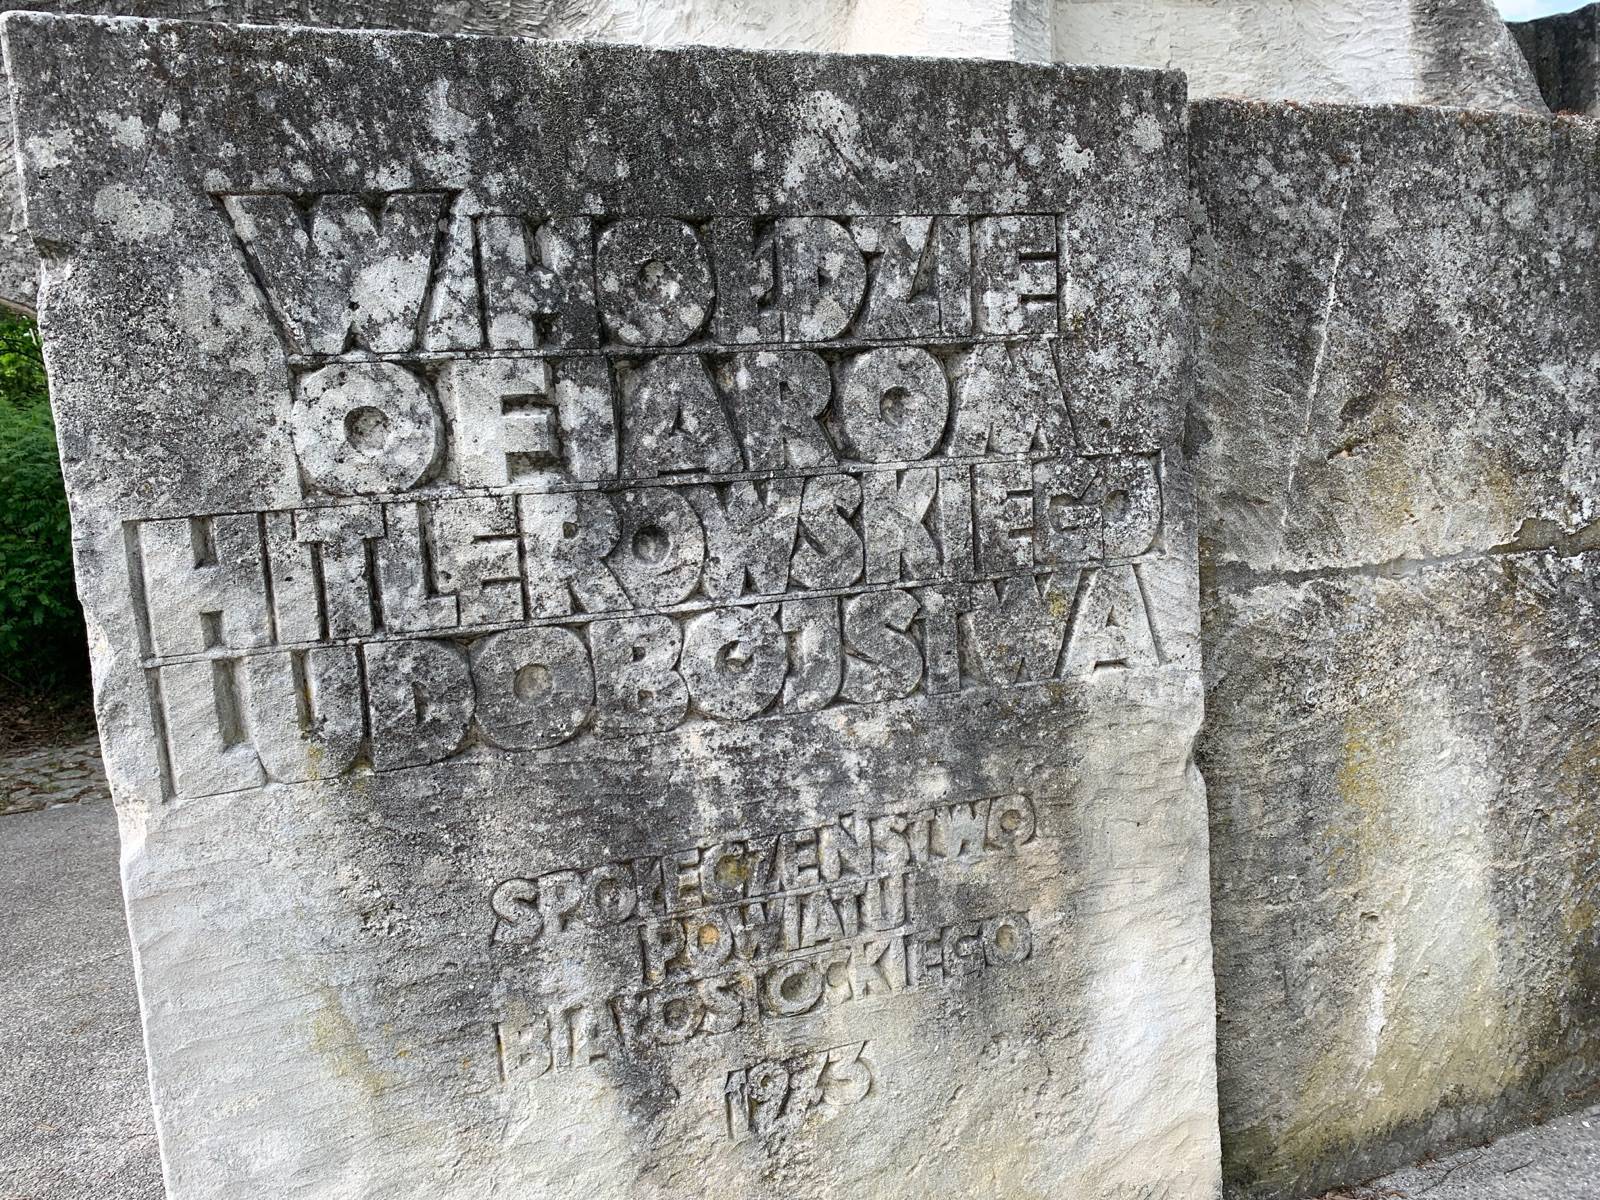 W HOŁDZIE
OFIAROM
HITLEROWSKIEGO
LUDOBÓJSTWA
SPOŁECZEŃSTWO
POWIATU
BIAŁOSTOCKIEGO
1973